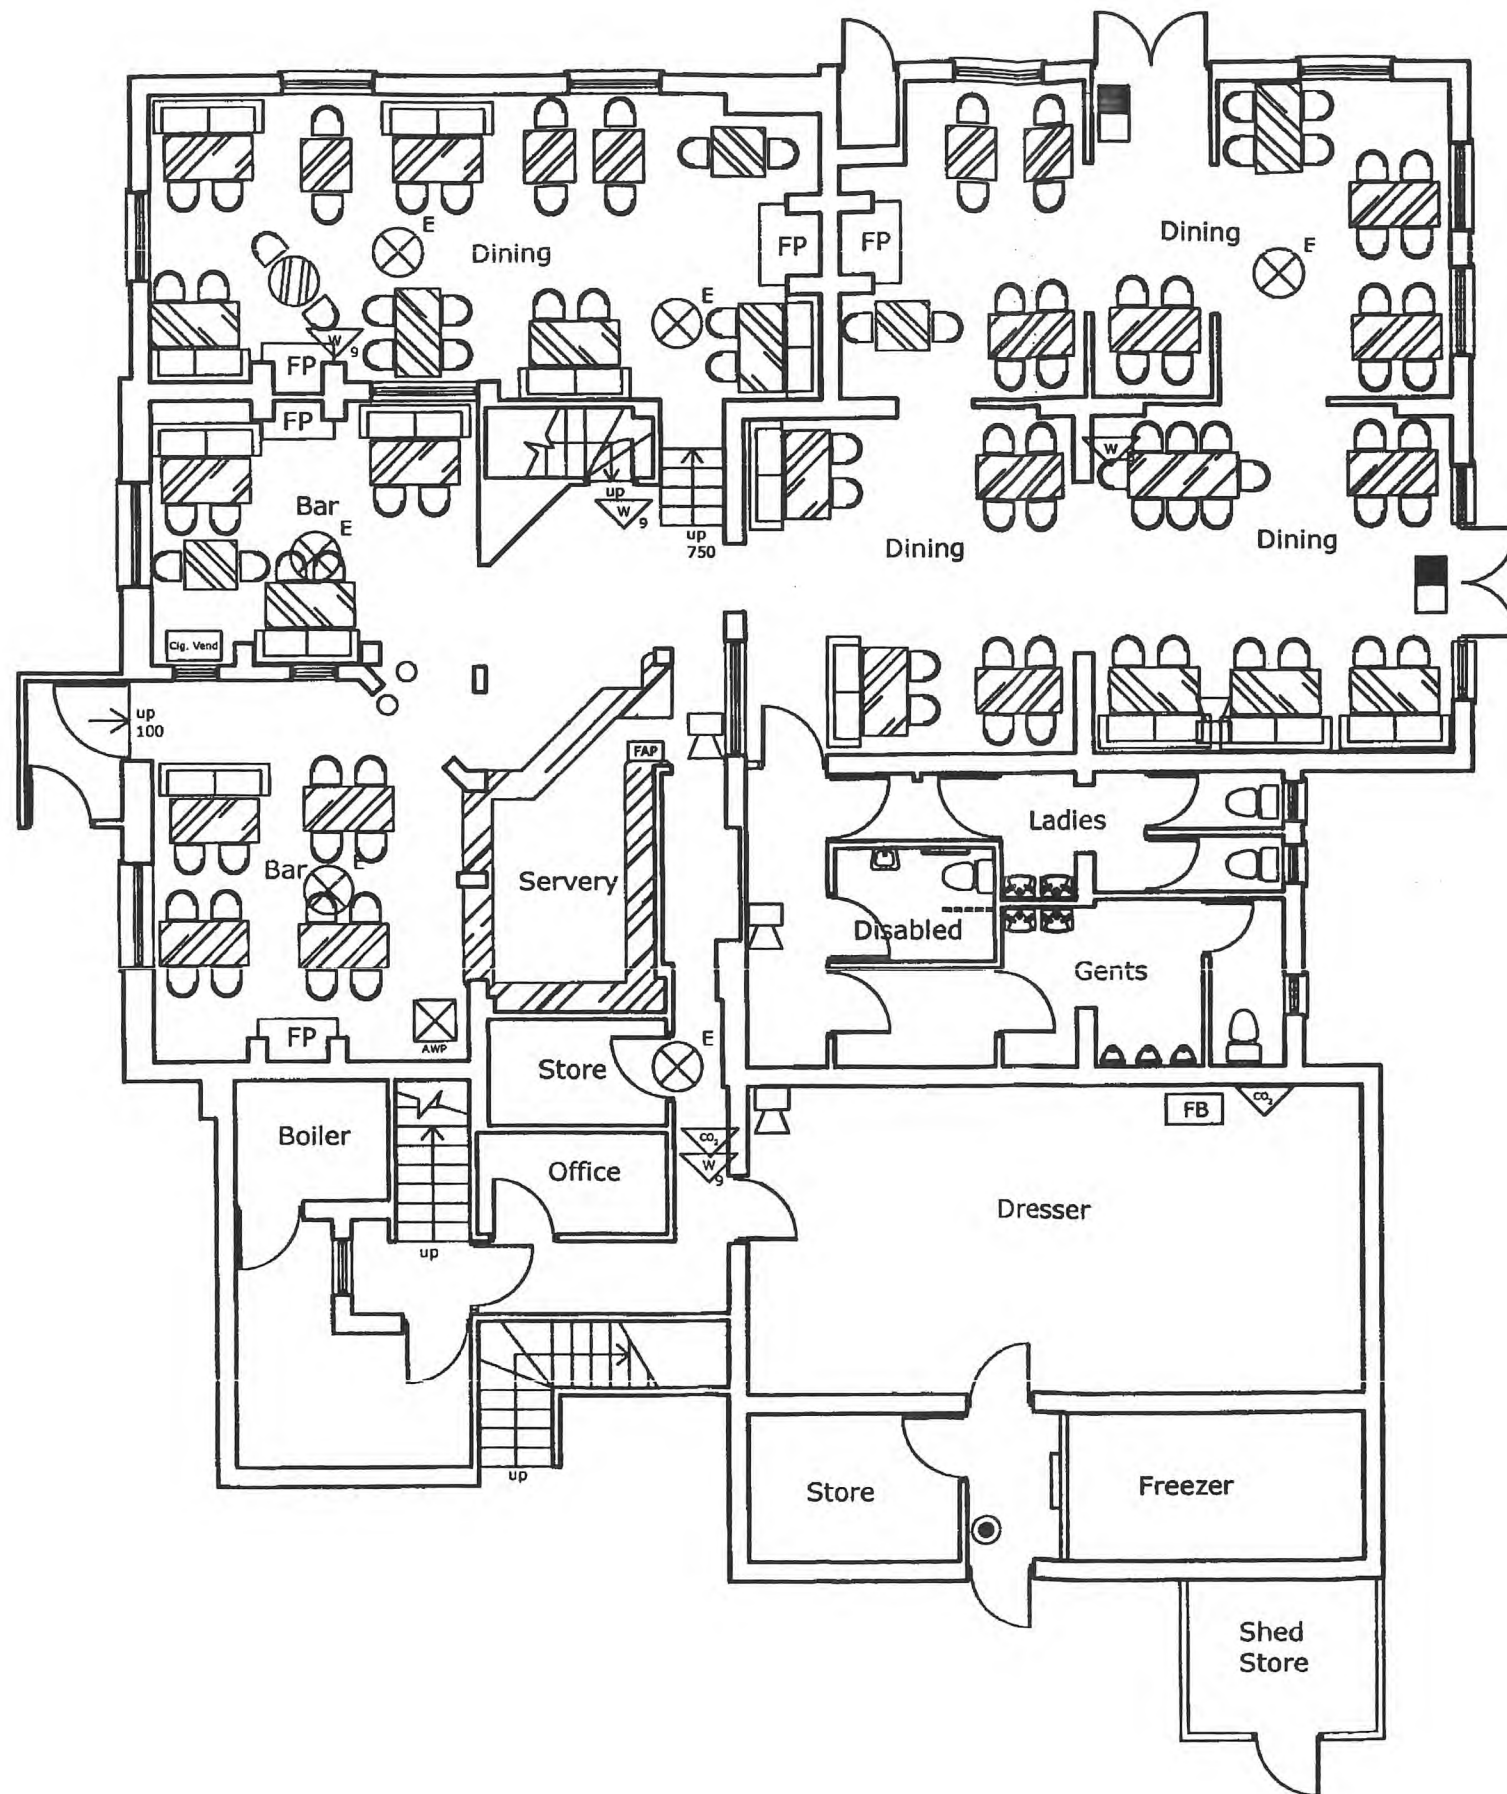 E
Dining
E
FP
FP
Dining
E
W
9
FP
FP
Bar
E
up
W
9
up
750
W
Dining
Dining
Cig. Vend
up
100
FAP
Bar
E
Servery
Ladies
Disabled
Gents
FP
AWP
Store
E
Boiler
Office
CO2
W
9
FB
CO2
Dresser
up
up
Store
Freezer
Shed
Store